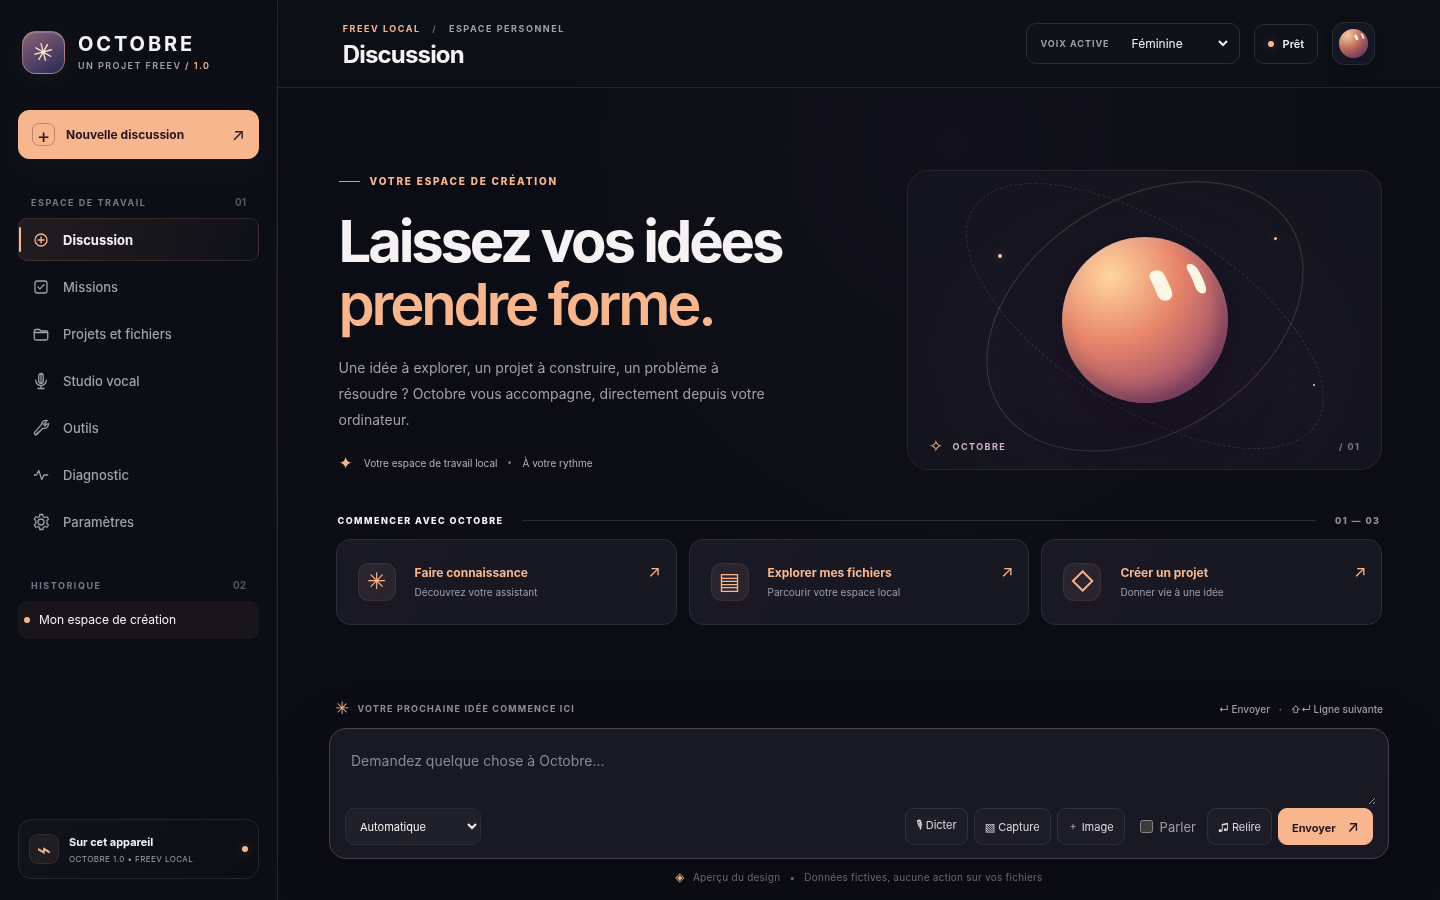 OCTOBRE
UN PROJET FREEV / 1.0
Nouvelle discussion
ESPACE DE TRAVAIL 01
Discussion
Missions
Projets et fichiers
Studio vocal
Outils
Diagnostic
Paramètres
HISTORIQUE 02
Mon espace de création
Sur cet appareil
OCTOBRE 1.0 • FREEV LOCAL
FREEV LOCAL / ESPACE PERSONNEL
Discussion
VOIX ACTIVE Féminine
Prêt
VOTRE ESPACE DE CRÉATION
Laissez vos idées
prendre forme.
Une idée à explorer, un projet à construire, un problème à
résoudre ? Octobre vous accompagne, directement depuis votre
ordinateur.
Votre espace de travail local • À votre rythme
OCTOBRE / 01
COMMENCER AVEC OCTOBRE 01 — 03
Faire connaissance
Découvrez votre assistant
Explorer mes fichiers
Parcourir votre espace local
Créer un projet
Donner vie à une idée
VOTRE PROCHAINE IDÉE COMMENCE ICI
↵ Envoyer · ⇧↵ Ligne suivante
Demandez quelque chose à Octobre...
Automatique
Dicter
Capture
+ Image
Parler
Relire
Envoyer
Aperçu du design • Données fictives, aucune action sur vos fichiers